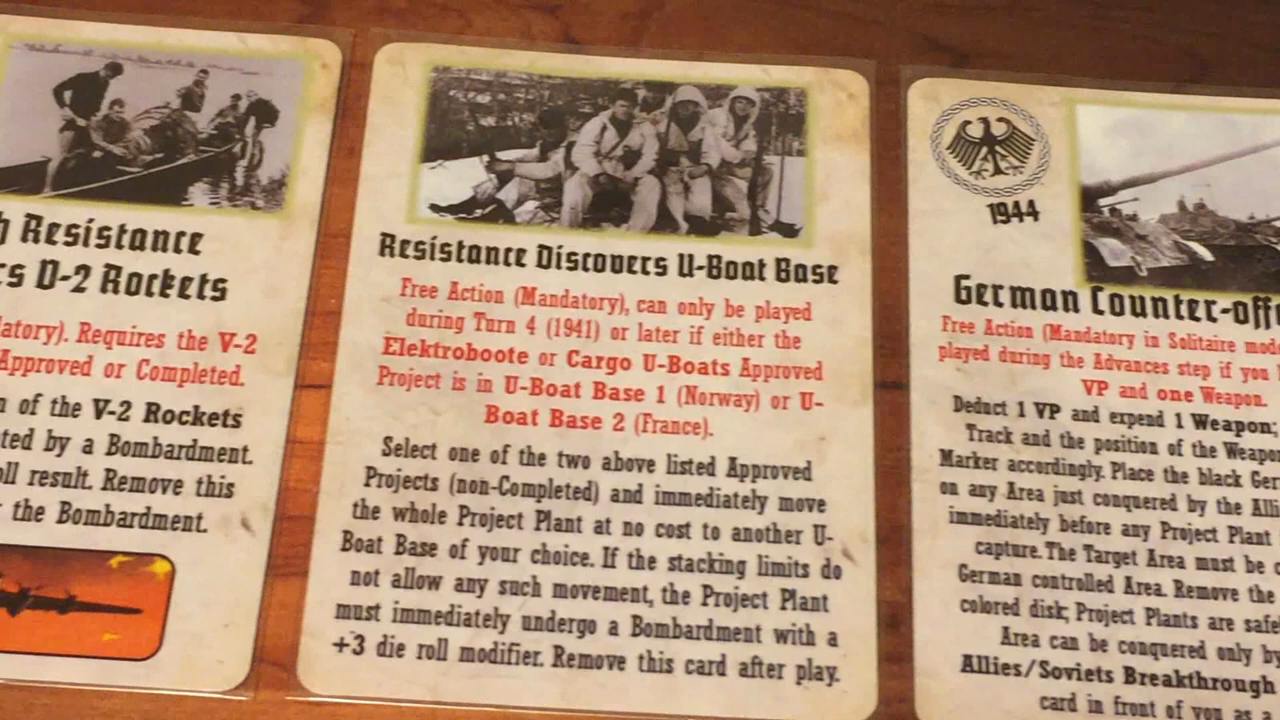 Resistance
V-2 Rockets
Requires the V-2
Approved or Completed.
of the V-2 Rockets
by a Bombardment.
result. Remove this
the Bombardment.
Resistance Discovers U-Boat Base
Free Action (Mandatory), can only be played
during Turn 4 (1941) or later if either the
Elektroboote or Cargo U-Boats Approved
Project is in U-Boat Base 1 (Norway) or U-
Boat Base 2 (France).
Select one of the two above listed Approved
Projects (non-Completed) and immediately move
the whole Project Plant at no cost to another U-
Boat Base of your choice. If the stacking limits do
not allow any such movement, the Project Plant
must immediately undergo a Bombardment with a
+3 die roll modifier. Remove this card after play.
1944
German Counter-off
Free Action (Mandatory in Solitaire mod
played during the Advances step if you
VP and one Weapon.
Deduct 1 VP and expend 1 Weapon;
Track and the position of the Weapo
Marker accordingly. Place the black Ger
on any Area just conquered by the Alli
immediately before any Project Plant
capture. The Target Area must be
German controlled Area. Remove the
colored disk; Project Plants are safe
Area can be conquered only by
Allies/Soviets Breakthrough
card in front of you as a